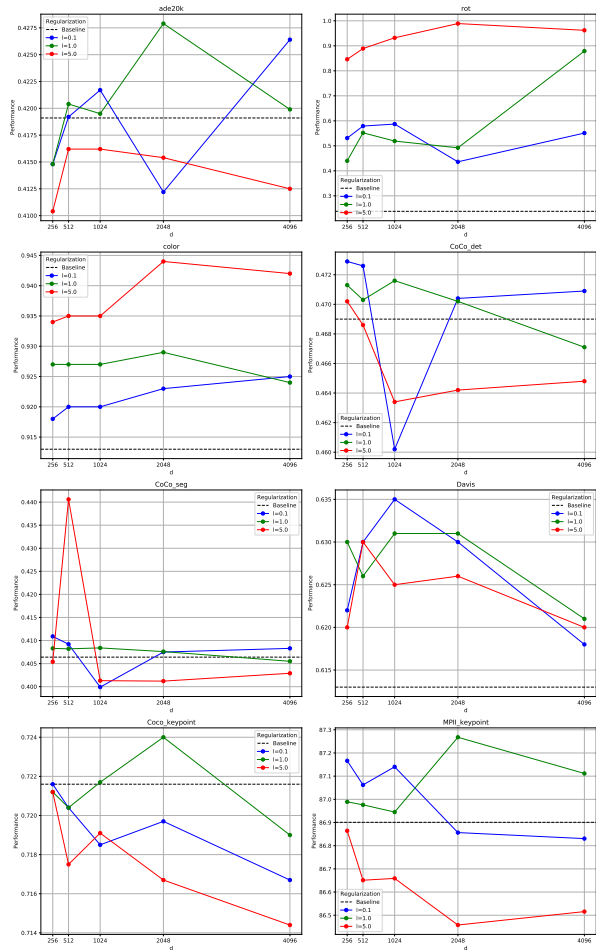 ade20k
0.4275
0.4250
0.4225
0.4200
0.4175
0.4150
0.4125
0.4100
Performance
Regularization
Baseline
l=0.1
l=1.0
l=5.0
256
512
1024
2048
4096
d
rot
1.0
0.9
0.8
0.7
0.6
0.5
0.4
0.3
Performance
Regularization
Baseline
l=0.1
l=1.0
l=5.0
256
512
1024
2048
4096
d
color
0.945
0.940
0.935
0.930
0.925
0.920
0.915
Performance
Regularization
Baseline
l=0.1
l=1.0
l=5.0
256
512
1024
2048
4096
d
CoCo_det
0.472
0.470
0.468
0.466
0.464
0.462
0.460
Performance
Regularization
Baseline
l=0.1
l=1.0
l=5.0
256
512
1024
2048
4096
d
CoCo_seg
0.440
0.435
0.430
0.425
0.420
0.415
0.410
0.405
0.400
Performance
Regularization
Baseline
l=0.1
l=1.0
l=5.0
256
512
1024
2048
4096
d
Davis
0.635
0.630
0.625
0.620
0.615
Performance
Regularization
Baseline
l=0.1
l=1.0
l=5.0
256
512
1024
2048
4096
d
Coco_keypoint
0.724
0.722
0.720
0.718
0.716
0.714
Performance
Regularization
Baseline
l=0.1
l=1.0
l=5.0
256
512
1024
2048
4096
d
MPII_keypoint
87.3
87.2
87.1
87.0
86.9
86.8
86.7
86.6
86.5
Performance
Regularization
Baseline
l=0.1
l=1.0
l=5.0
256
512
1024
2048
4096
d